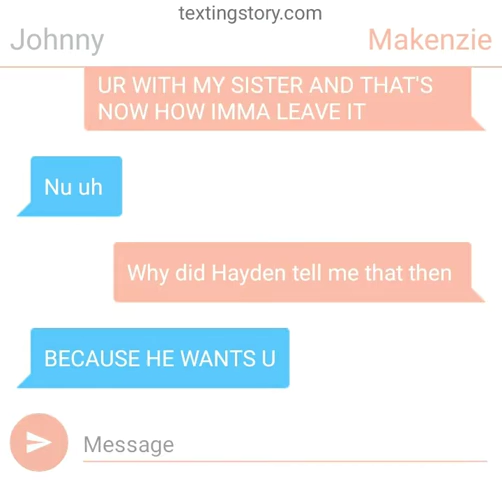 textingstory.com
Johnny
Makenzie
UR WITH MY SISTER AND THAT'S
NOW HOW IMMA LEAVE IT
Nu uh
Why did Hayden tell me that then
BECAUSE HE WANTS U
Message